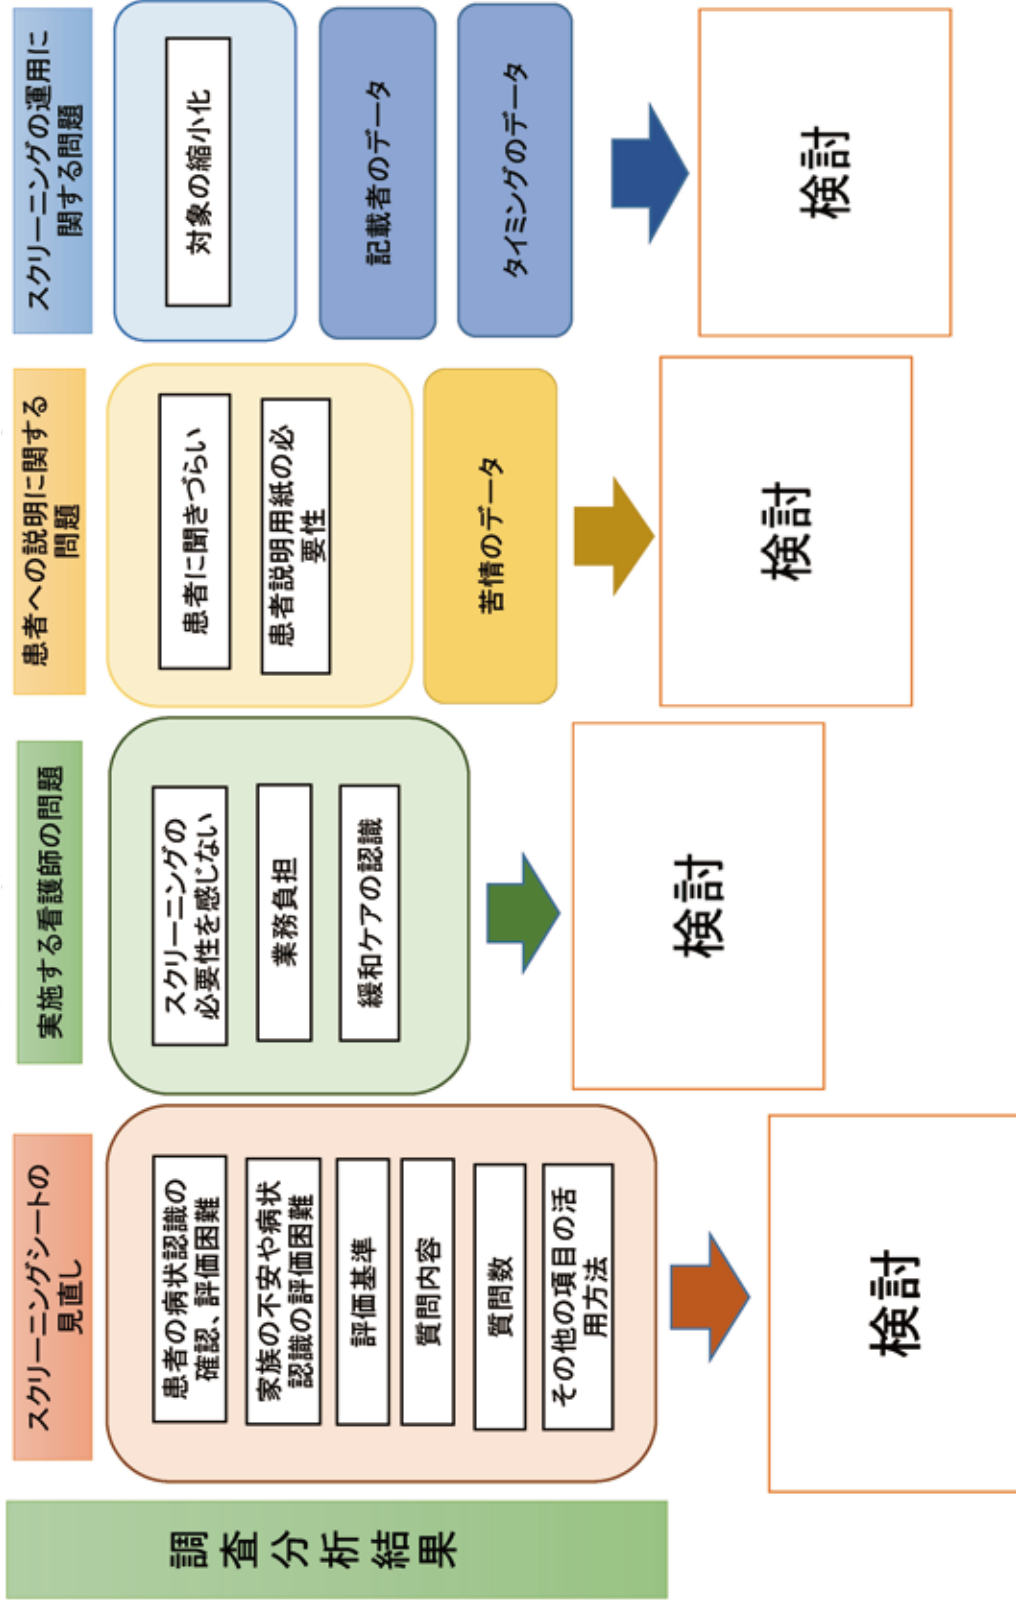 調査分析結果
スクリーニングシートの
見直し
患者の病状認識の
確認、評価困難
家族の不安や病状
認識の評価困難
評価基準
質問内容
質問数
その他の項目の活
用方法
検討
実施する看護師の問題
スクリーニングの
必要性を感じない
業務負担
緩和ケアの認識
検討
患者への説明に関する
問題
患者に聞きづらい
患者説明用紙の必
要性
苦情のデータ
検討
スクリーニングの運用に
関する問題
対象の縮小化
記載者のデータ
タイミングのデータ
検討